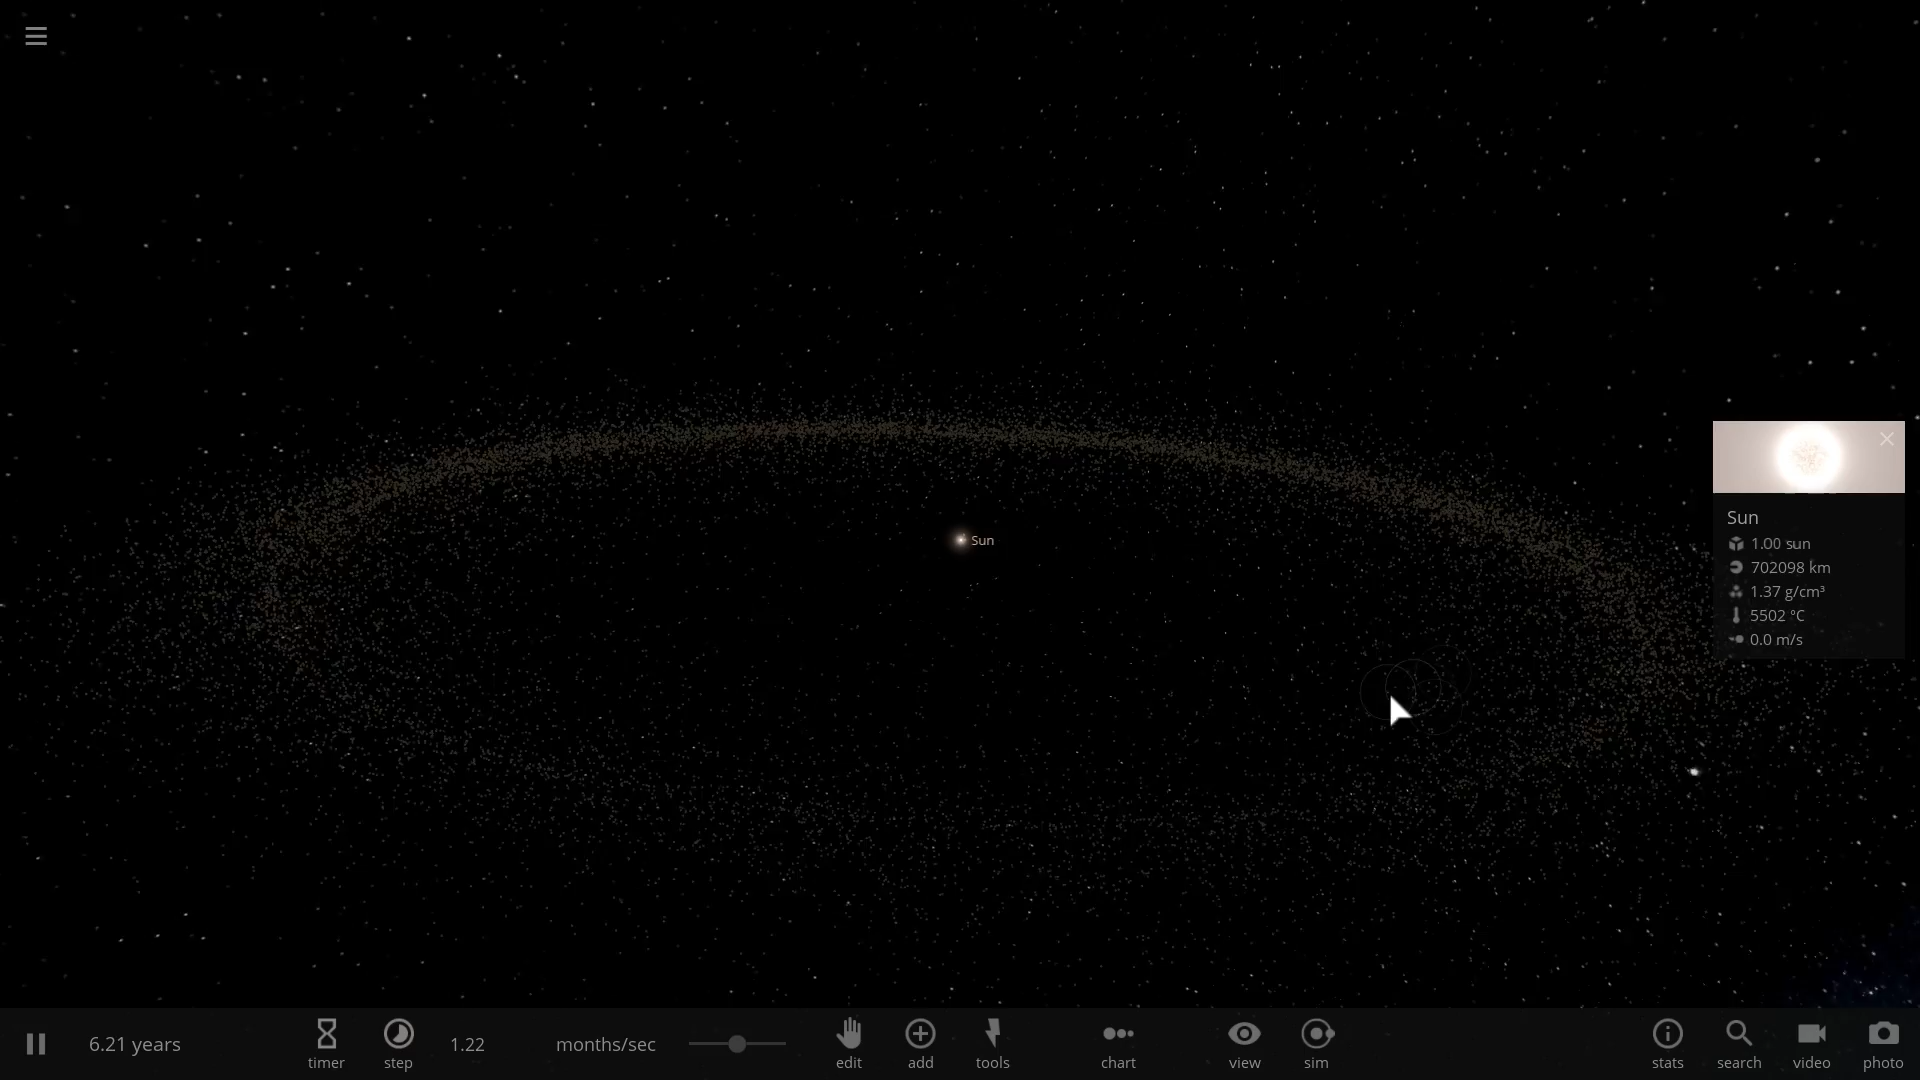 Sun
Sun
1.00 sun
702098 km
1.37 g/cm³
5502 °C
0.0 m/s
6.21 years
timer
step
1.22
months/sec
edit
add
tools
chart
view
sim
stats
search
video
photo